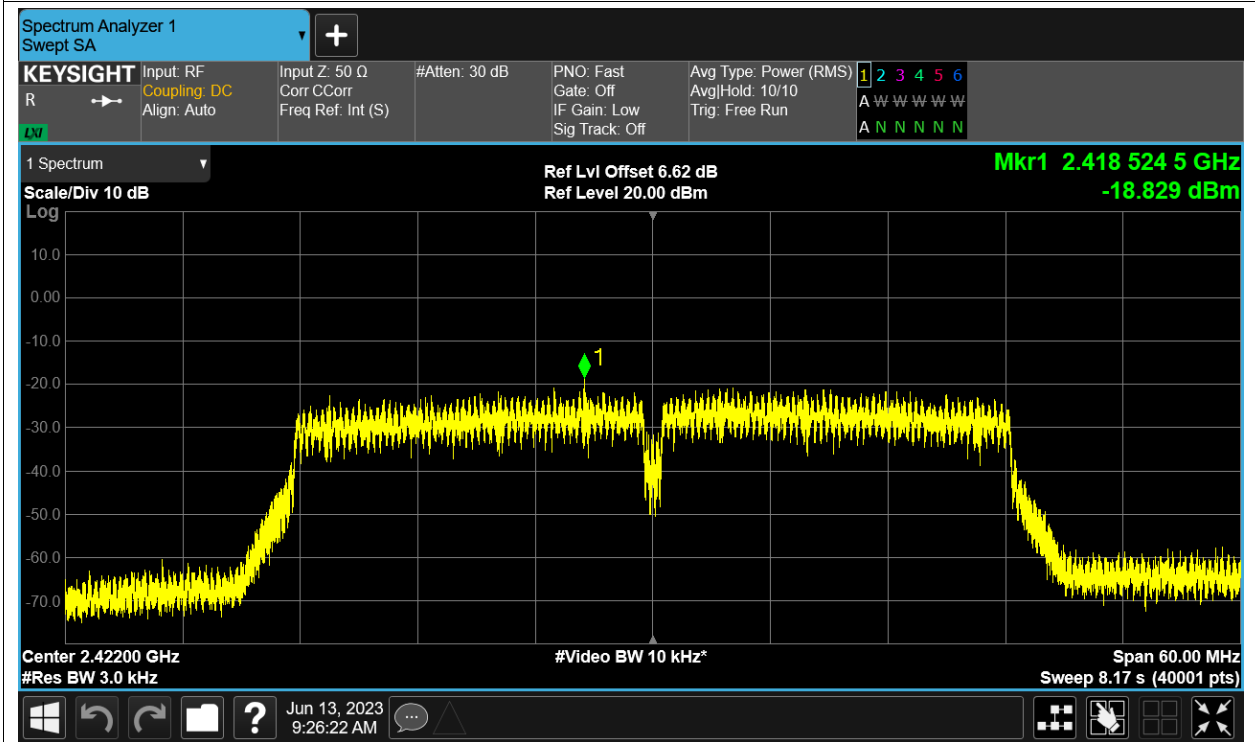 Spectrum Analyzer 1
Swept SA
KEYSIGHT
R
LXI
Input: RF
Coupling: DC
Align: Auto
Input Z: 50 Ω
Corr CCorr
Freq Ref: Int (S)
#Atten: 30 dB
PNO: Fast
Gate: Off
IF Gain: Low
Sig Track: Off
Avg Type: Power (RMS)
Avg|Hold: 10/10
Trig: Free Run
1 2 3 4 5 6
A W W W W W
A N N N N N
1 Spectrum
Scale/Div 10 dB
Log
Ref Lvl Offset 6.62 dB
Ref Level 20.00 dBm
Mkr1 2.418 524 5 GHz
-18.829 dBm
10.0
0.00
-10.0
1
-20.0
-30.0
-40.0
-50.0
-60.0
-70.0
Center 2.42200 GHz
#Res BW 3.0 kHz
#Video BW 10 kHz*
Span 60.00 MHz
Sweep 8.17 s (40001 pts)
?
Jun 13, 2023
9:26:22 AM